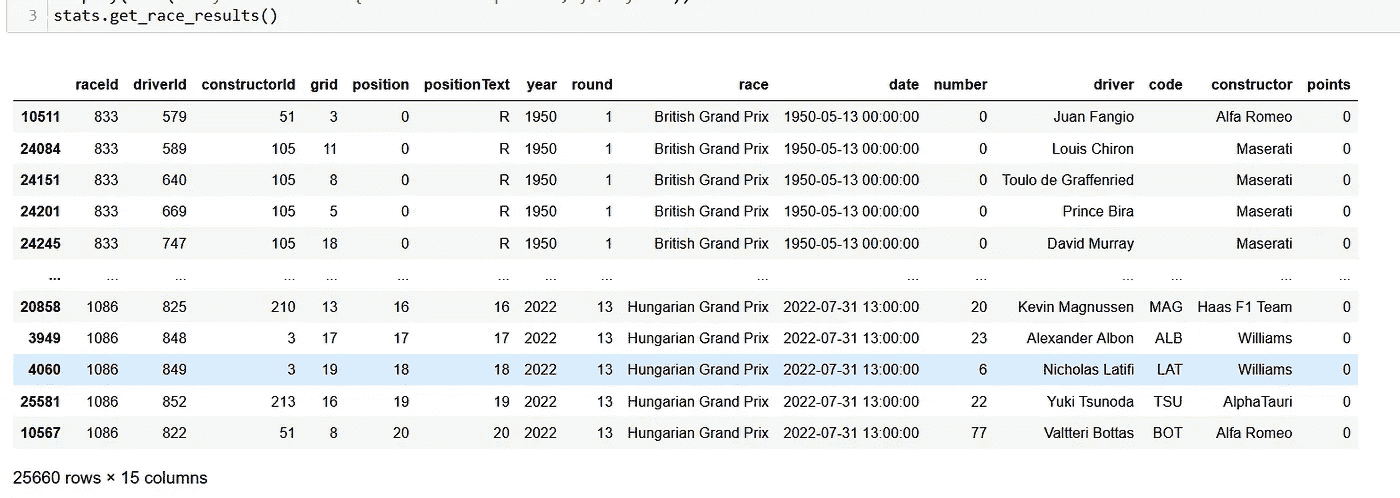 3 stats.get_race_results()
raceId driverId constructorId grid position positionText year round race date number driver code constructor points
10511 833 579 51 3 0 R 1950 1 British Grand Prix 1950-05-13 00:00:00 0 Juan Fangio Alfa Romeo 0
24084 833 589 105 11 0 R 1950 1 British Grand Prix 1950-05-13 00:00:00 0 Louis Chiron Maserati 0
24151 833 640 105 8 0 R 1950 1 British Grand Prix 1950-05-13 00:00:00 0 Toulo de Graffenried Maserati 0
24201 833 669 105 5 0 R 1950 1 British Grand Prix 1950-05-13 00:00:00 0 Prince Bira Maserati 0
24245 833 747 105 18 0 R 1950 1 British Grand Prix 1950-05-13 00:00:00 0 David Murray Maserati 0
... ... ... ... ... ... ... ... ... ... ... ... ... ... ... ...
20858 1086 825 210 13 16 16 2022 13 Hungarian Grand Prix 2022-07-31 13:00:00 20 Kevin Magnussen MAG Haas F1 Team 0
3949 1086 848 3 17 17 17 2022 13 Hungarian Grand Prix 2022-07-31 13:00:00 23 Alexander Albon ALB Williams 0
4060 1086 849 3 19 18 18 2022 13 Hungarian Grand Prix 2022-07-31 13:00:00 6 Nicholas Latifi LAT Williams 0
25581 1086 852 213 16 19 19 2022 13 Hungarian Grand Prix 2022-07-31 13:00:00 22 Yuki Tsunoda TSU AlphaTauri 0
10567 1086 822 51 8 20 20 2022 13 Hungarian Grand Prix 2022-07-31 13:00:00 77 Valtteri Bottas BOT Alfa Romeo 0
25660 rows × 15 columns